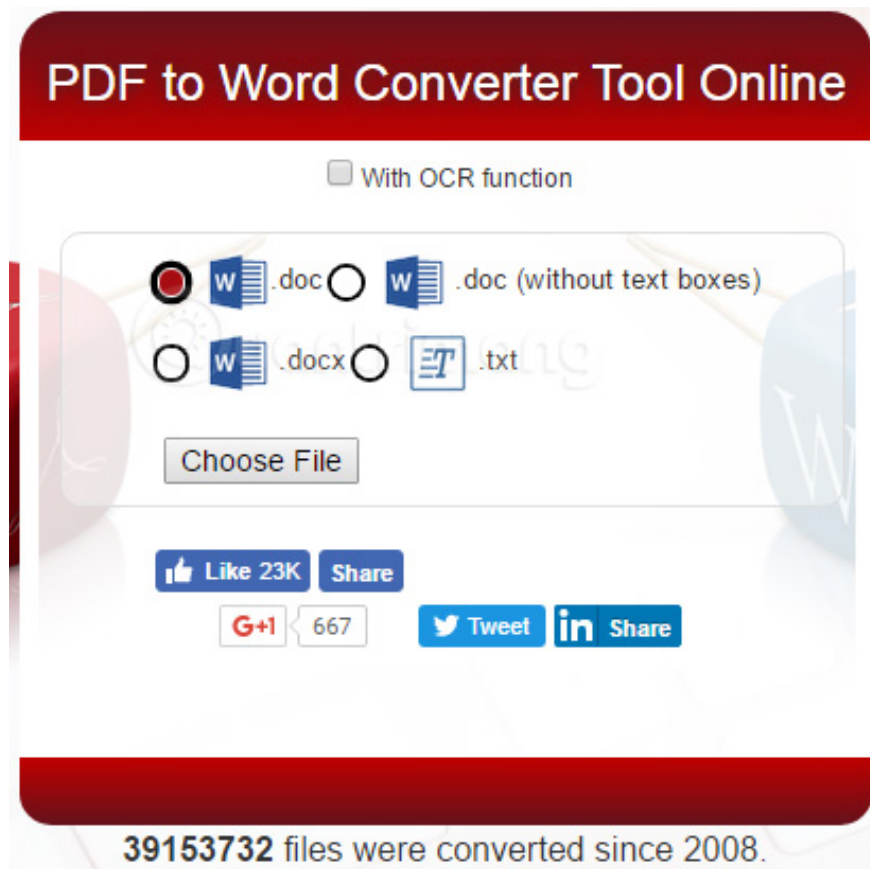 PDF to Word Converter Tool Online
With OCR function
.doc .doc (without text boxes)
.docx .txt
Choose File
Like 23K Share
G+1 667 Tweet in Share
39153732 files were converted since 2008.